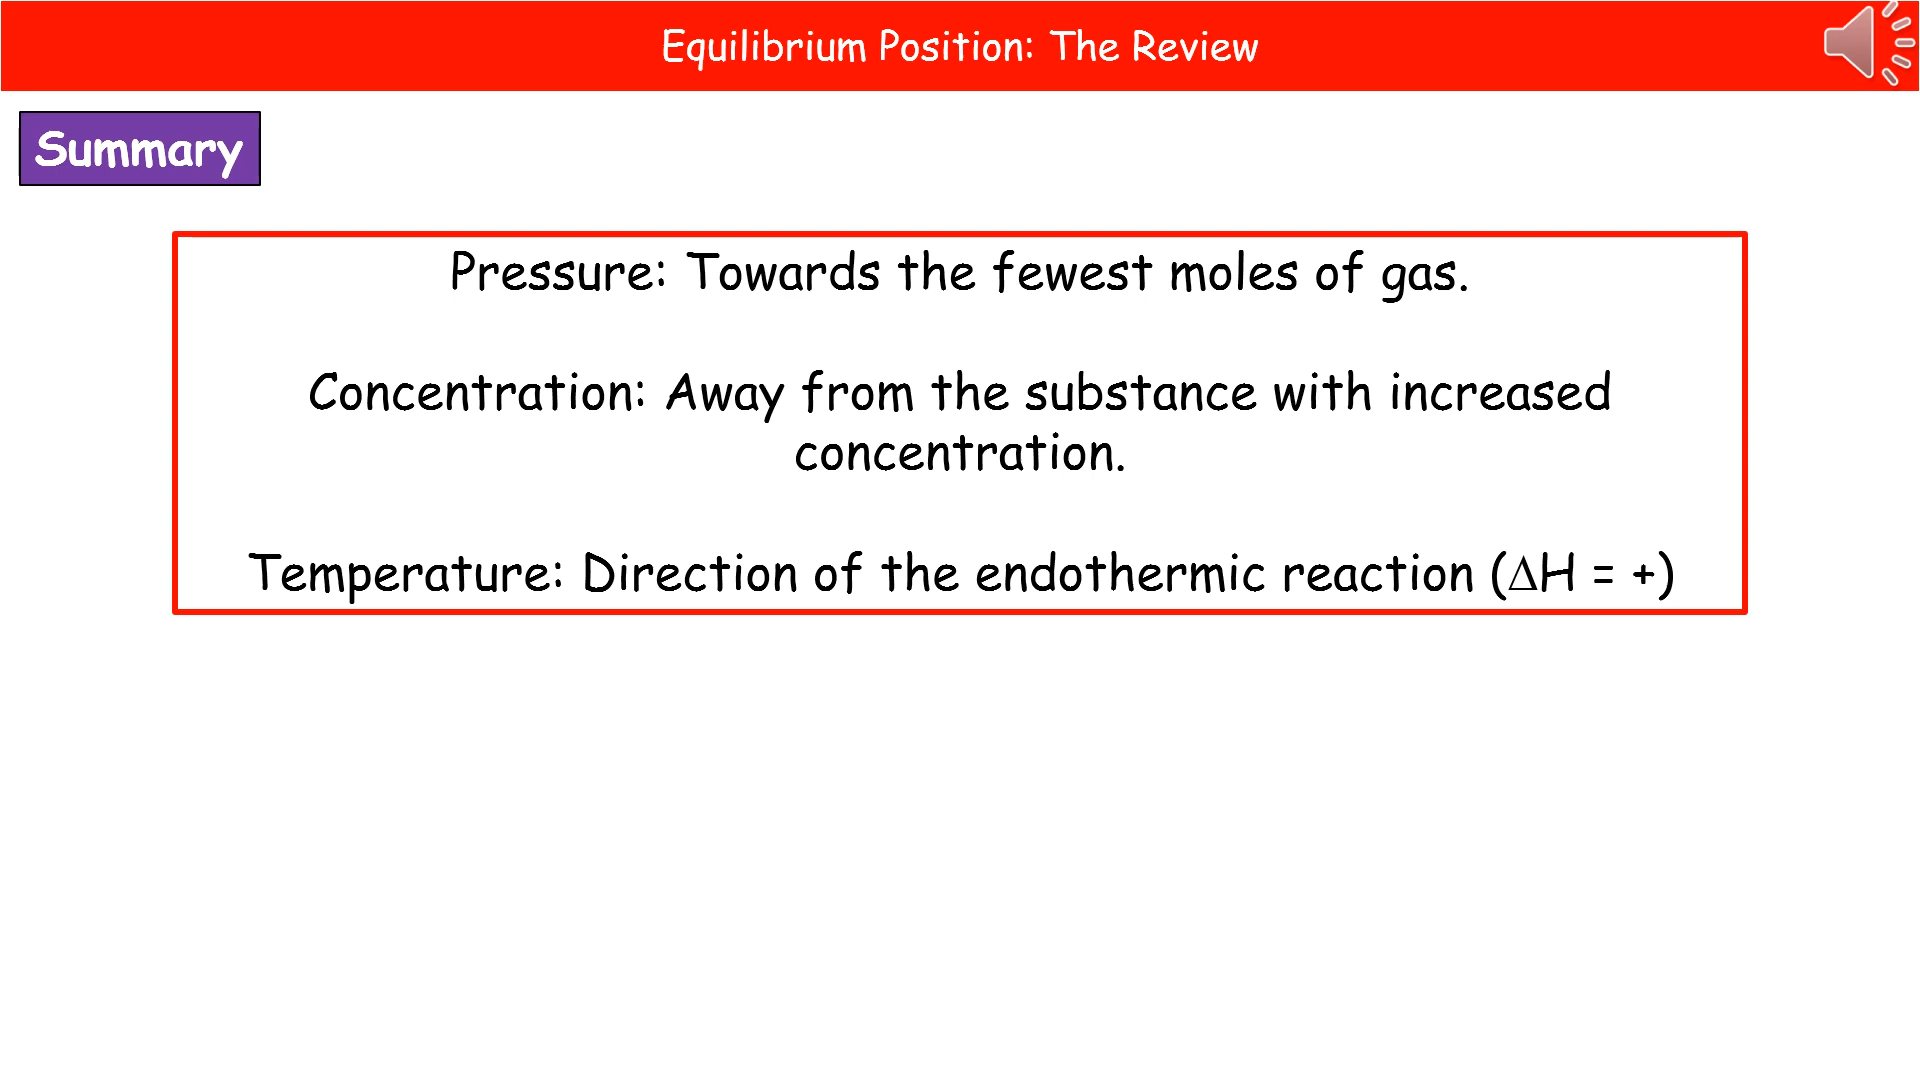 Equilibrium Position: The Review
Summary
Pressure: Towards the fewest moles of gas.
Concentration: Away from the substance with increased
concentration.
Temperature: Direction of the endothermic reaction (∆H = +)